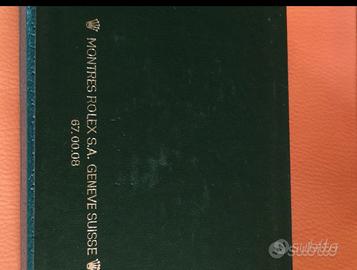 MONTRES ROLEX S.A. GENEVE SUISSE
67.00.08
subito